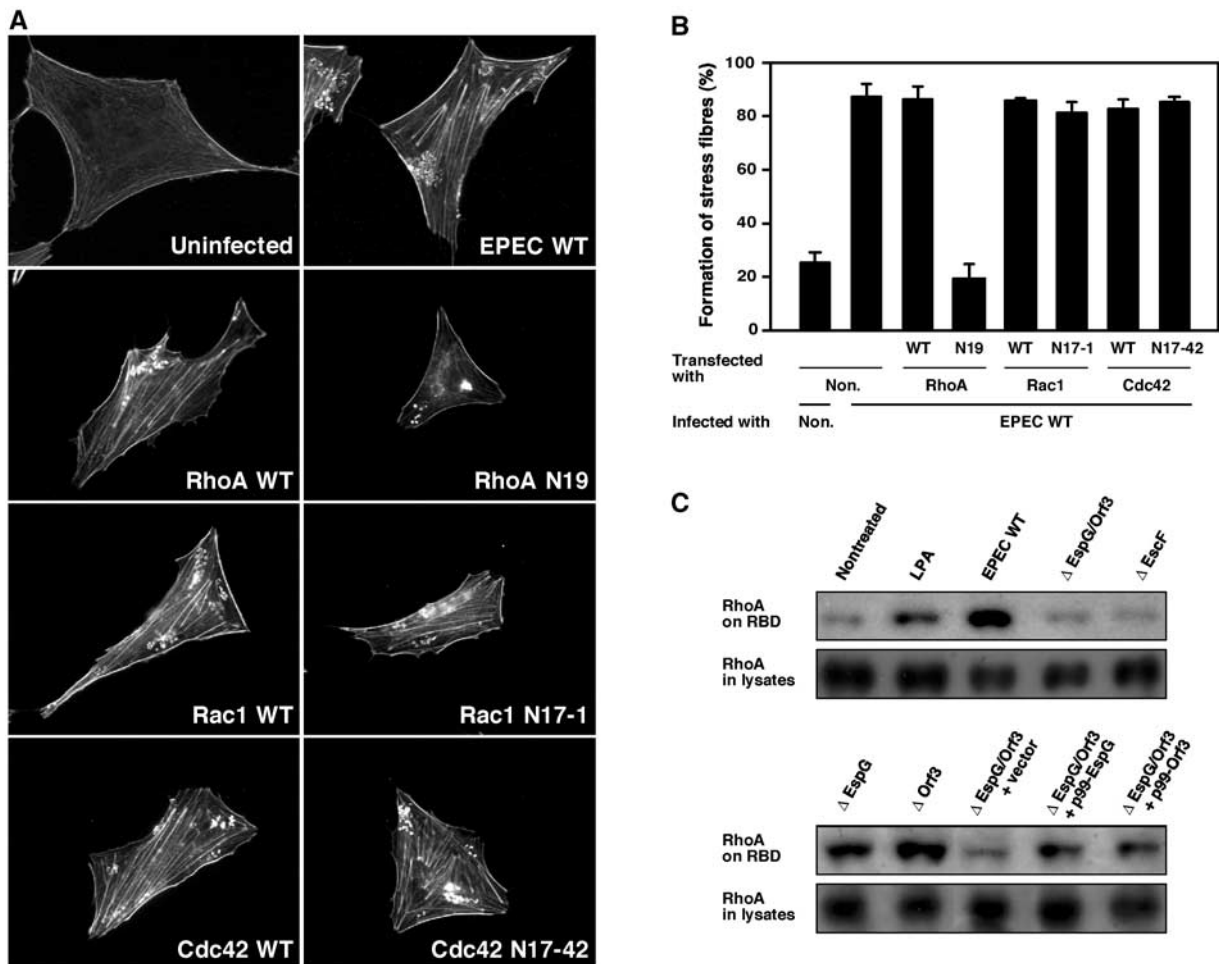 A
Uninfected
EPEC WT
RhoA WT
RhoA N19
Rac1 WT
Rac1 N17-1
Cdc42 WT
Cdc42 N17-42
B
Formation of stress fibres (%)
100
80
60
40
20
0
WT N19 WT N17-1 WT N17-42
Transfected
with
Non. RhoA Rac1 Cdc42
Infected with Non. EPEC WT
C
Nontreated
LPA
EPEC WT
Δ EspG/Orf3
Δ EscF
RhoA
on RBD
RhoA
in lysates
Δ EspG
Δ Orf3
Δ EspG/Orf3
+ vector
Δ EspG/Orf3
+ p99-EspG
Δ EspG/Orf3
+ p99-Orf3
RhoA
on RBD
RhoA
in lysates